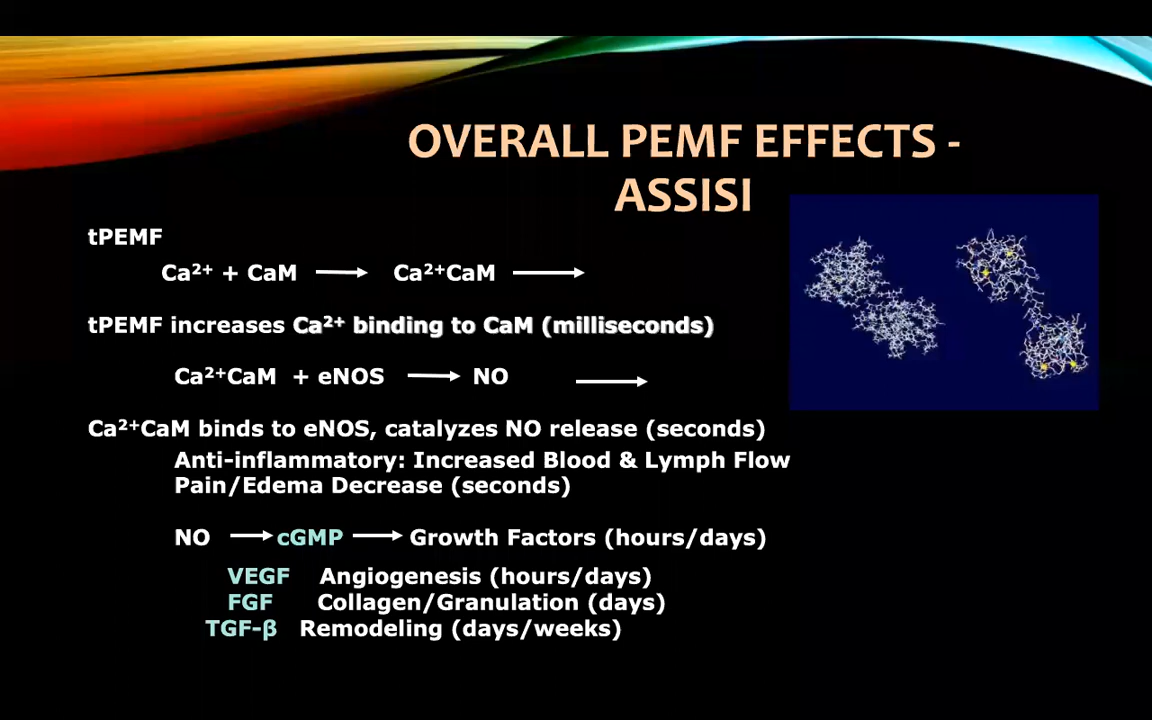 OVERALL PEMF EFFECTS -
ASSISI
tPEMF
Ca²⁺ + CaM ⟶ Ca²⁺CaM ⟶
tPEMF increases Ca²⁺ binding to CaM (milliseconds)
Ca²⁺CaM + eNOS ⟶ NO ⟶
Ca²⁺CaM binds to eNOS, catalyzes NO release (seconds)
Anti-inflammatory: Increased Blood & Lymph Flow
Pain/Edema Decrease (seconds)
NO ⟶ cGMP ⟶ Growth Factors (hours/days)
VEGF Angiogenesis (hours/days)
FGF Collagen/Granulation (days)
TGF-β Remodeling (days/weeks)